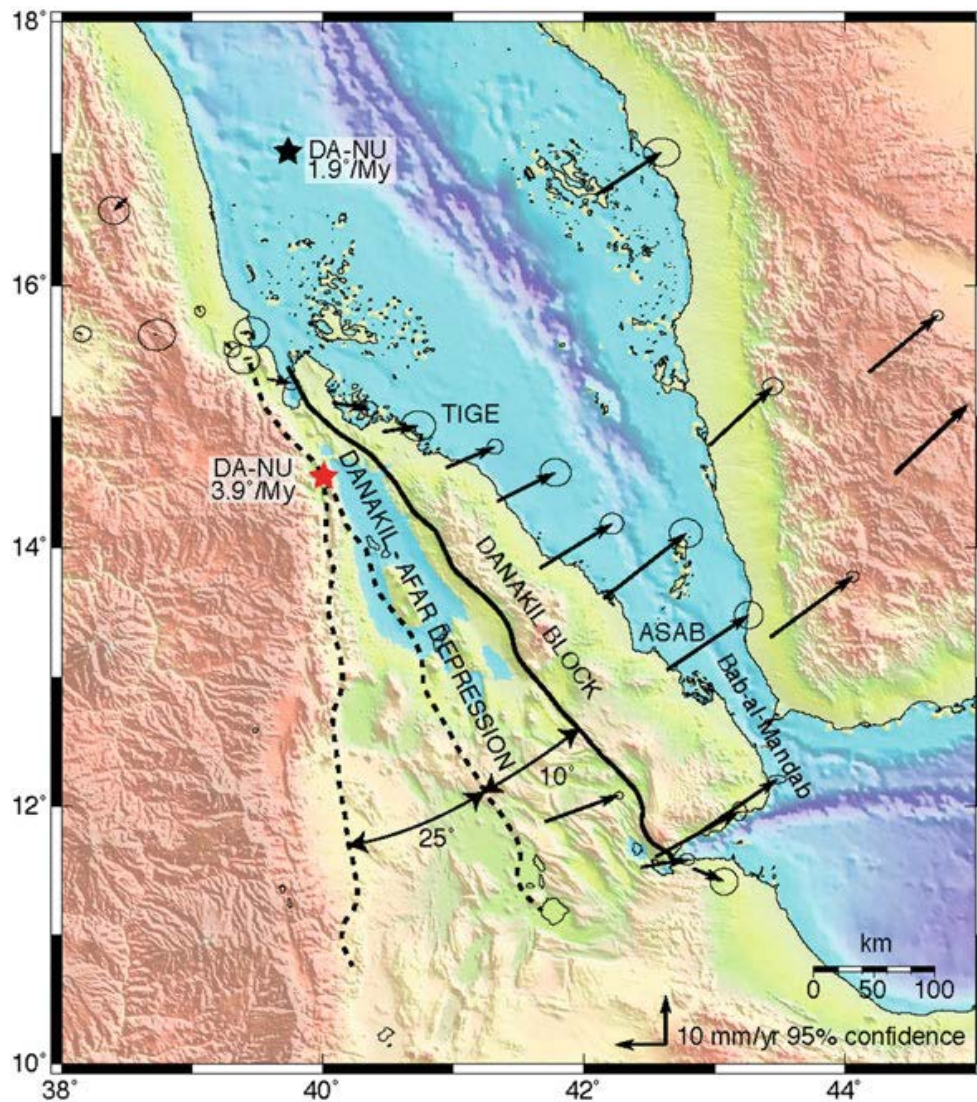 18˚
16˚
14˚
12˚
10˚
38˚
40˚
42˚
44˚
DA-NU
1.9˚/My
TIGE
DA-NU
3.9˚/My
DANAKIL - AFAR DEPRESSION
DANAKIL BLOCK
ASAB
Bab-al-Mandab
10˚
25˚
km
0 50 100
10 mm/yr 95% confidence